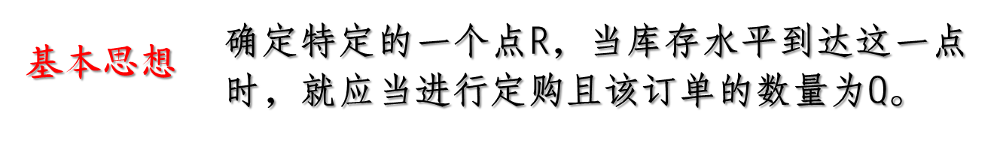 基本思想
确定特定的一个点R，当库存水平到达这一点
时，就应当进行定购且该订单的数量为Q。